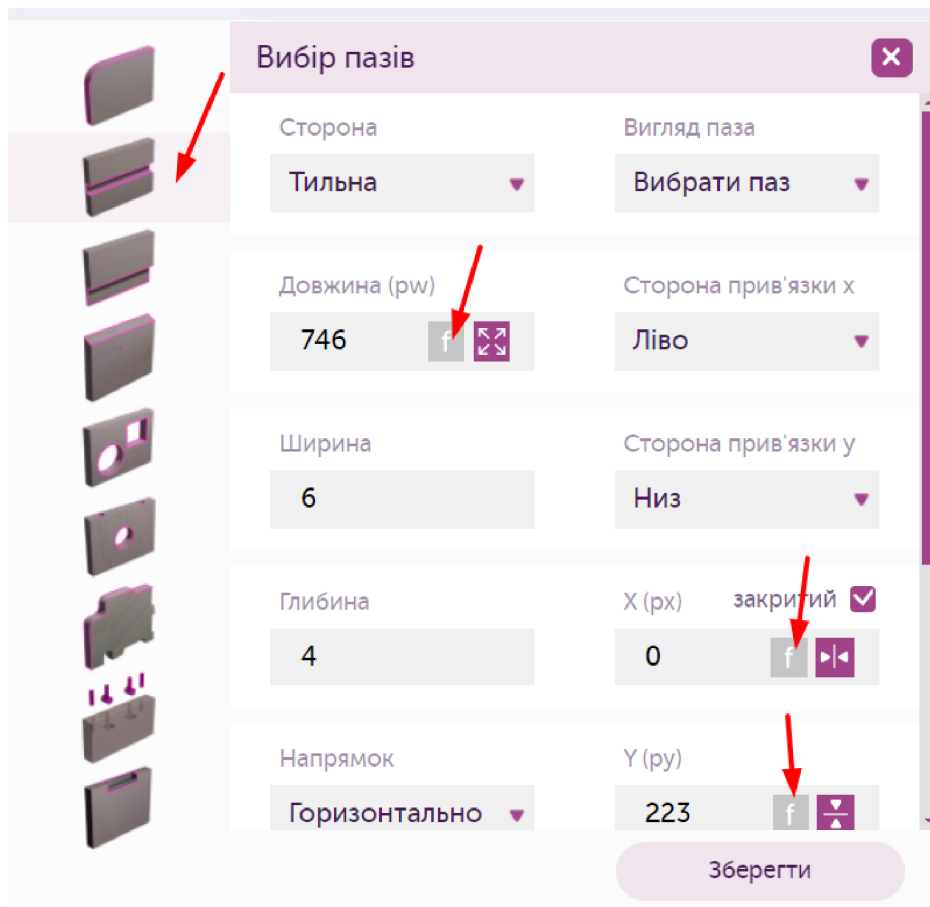 Вибір пазів
Сторона
Вигляд паза
Тильна
Вибрати паз
Довжина (pw)
Сторона прив'язки x
746 f
Ліво
Ширина
Сторона прив'язки y
6
Низ
Глибина
X (px) закритий
4
0 f
Напрямок
Y (py)
Горизонтально
223 f
Зберегти